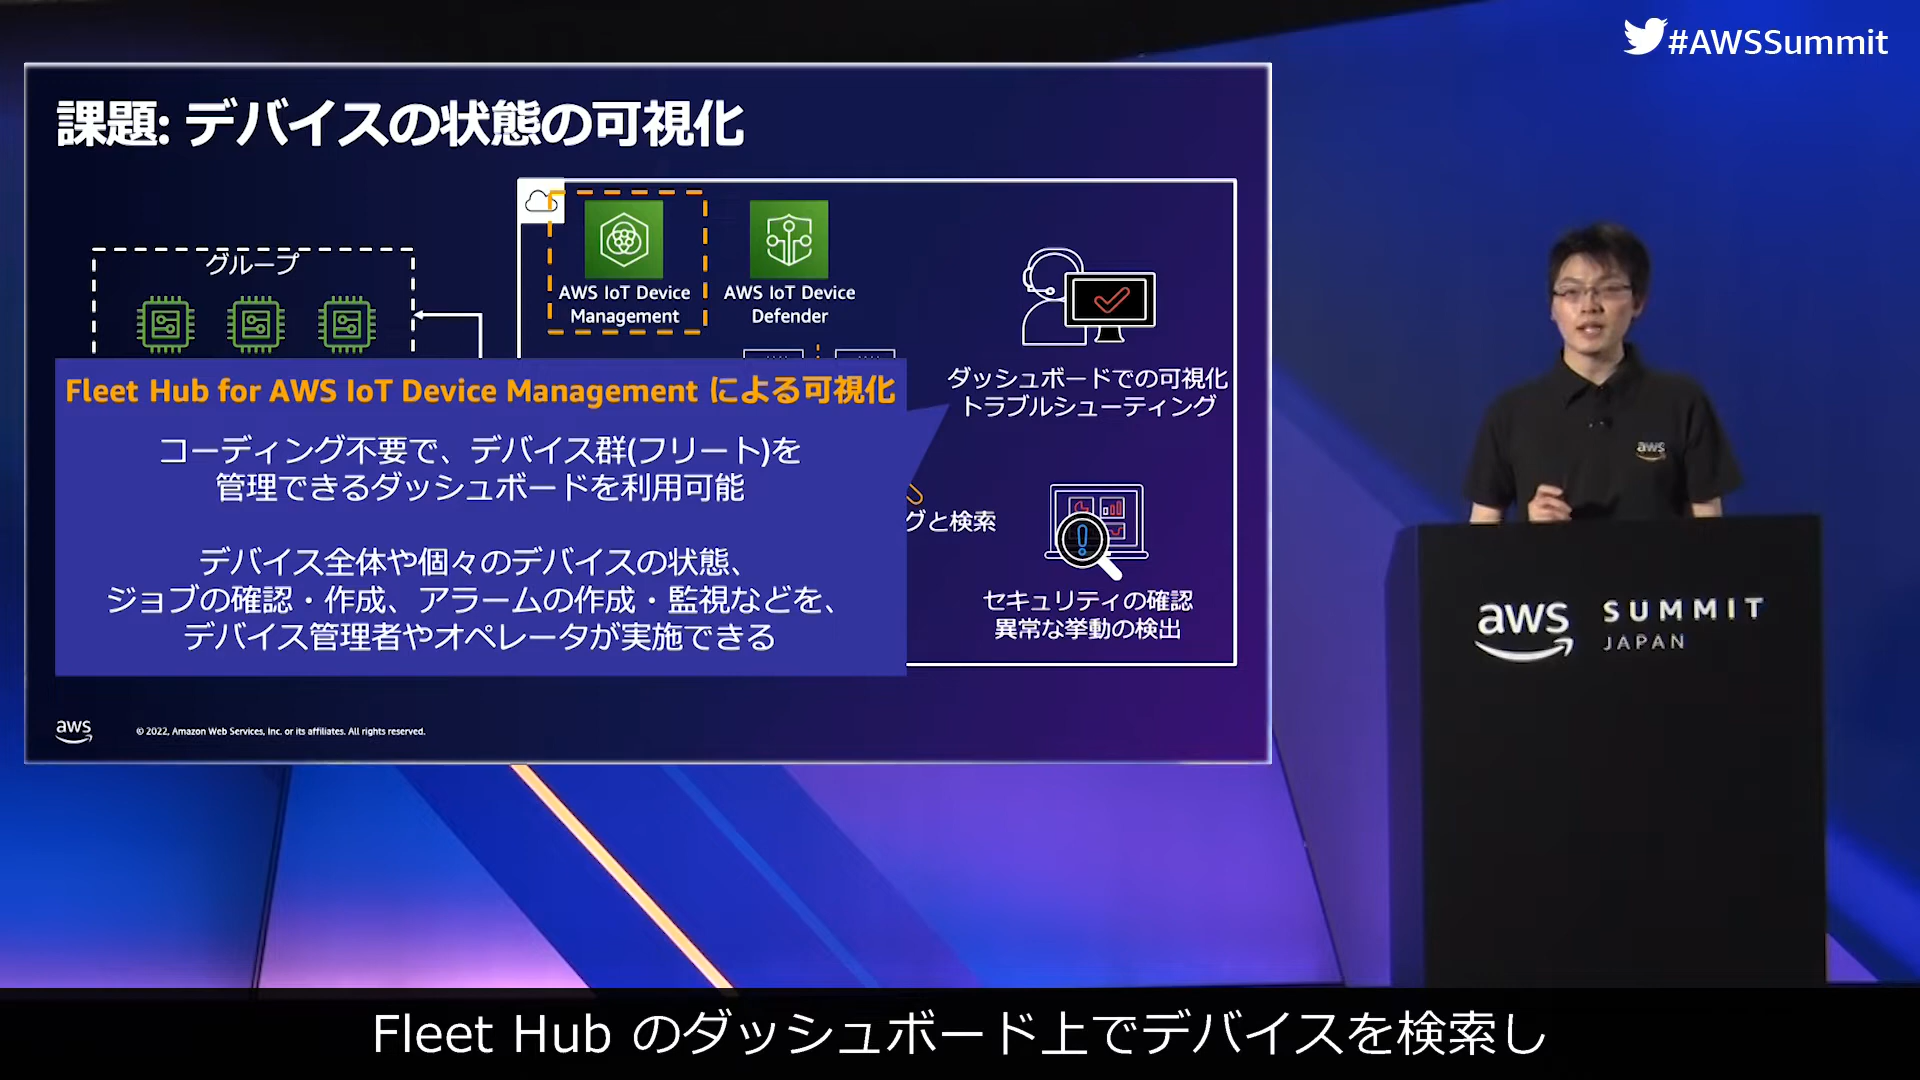 #AWSSummit
課題: デバイスの状態の可視化
グループ
AWS IoT Device
Management
AWS IoT Device
Defender
Fleet Hub for AWS IoT Device Management による可視化
コーディング不要で、デバイス群(フリート)を
管理できるダッシュボードを利用可能
デバイス全体や個々のデバイスの状態、
ジョブの確認・作成、アラームの作成・監視などを、
デバイス管理者やオペレータが実施できる
ダッシュボードでの可視化
トラブルシューティング
グと検索
セキュリティの確認
異常な挙動の検出
aws
© 2022, Amazon Web Services, Inc. or its affiliates. All rights reserved.
aws
aws SUMMIT
JAPAN
Fleet Hub のダッシュボード上でデバイスを検索し